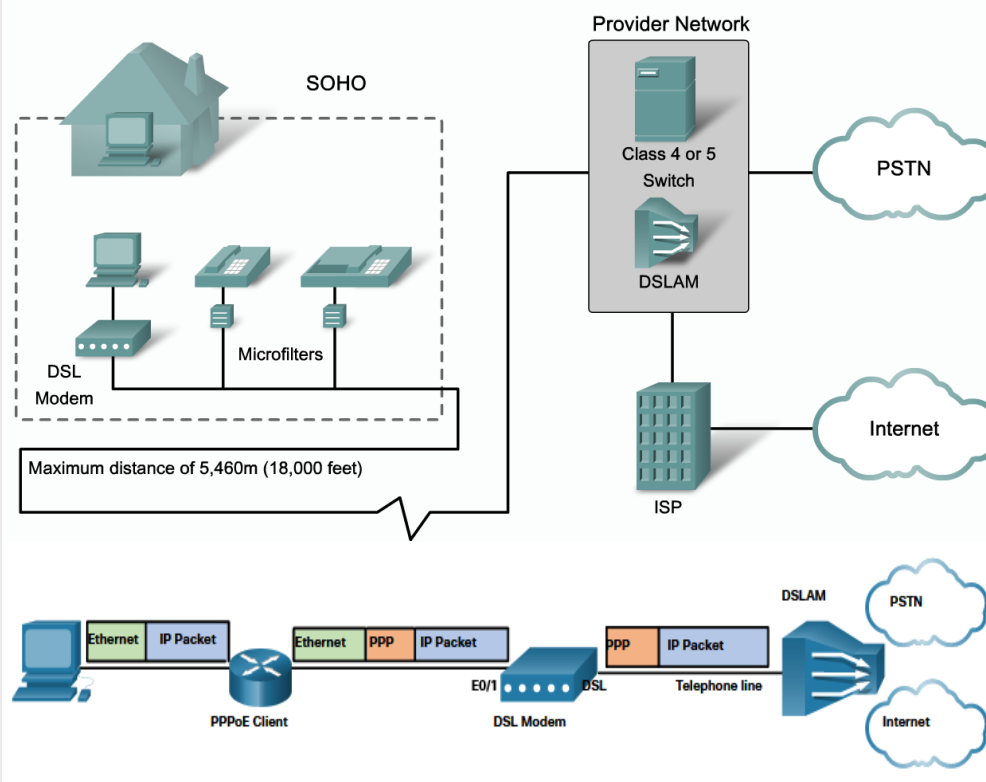 Provider Network
SOHO
Class 4 or 5
Switch
PSTN
DSLAM
Microfilters
DSL
Modem
Internet
Maximum distance of 5,460m (18,000 feet)
ISP
DSLAM
PSTN
Ethernet
IP Packet
Ethernet
PPP
IP Packet
PPP
IP Packet
E0/1
DSL
Telephone line
PPPoE Client
DSL Modem
Internet